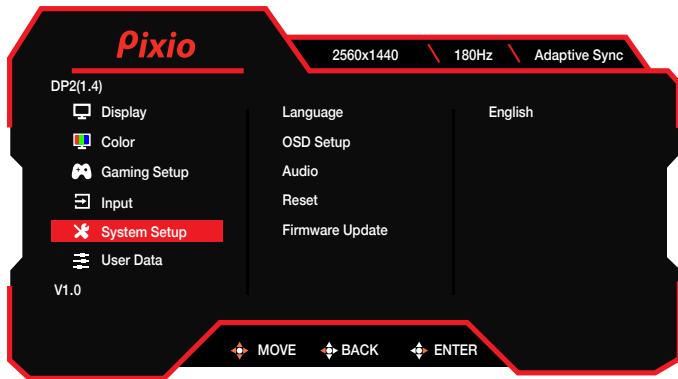 Pixio
2560x1440 \ 180Hz \ Adaptive Sync
DP2(1.4)
Display
Color
Gaming Setup
Input
System Setup
User Data
V1.0
Language
OSD Setup
Audio
Reset
Firmware Update
English
MOVE BACK ENTER